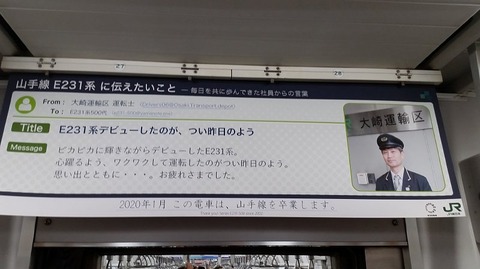 27
28
山手線 E231系 に伝えたいこと ― 毎日を共に歩んできた社員からの言葉
From: 大崎運輸区 運転士
To: E231系500代
Title E231系デビューしたのが、つい昨日のよう
Message
ピカピカに輝きながらデビューしたE231系。
心躍るよう、ワクワクして運転したのがつい昨日のよう。
思い出とともに・・・。お疲れさまでした。
大崎運輸区
2020年1月 この電車は、山手線を卒業します。
JR